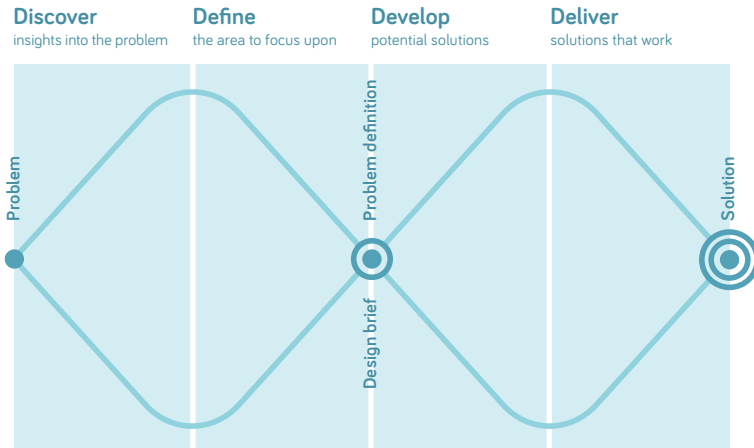 Discover
insights into the problem
Define
the area to focus upon
Develop
potential solutions
Deliver
solutions that work
Problem
Problem definition
Design brief
Solution